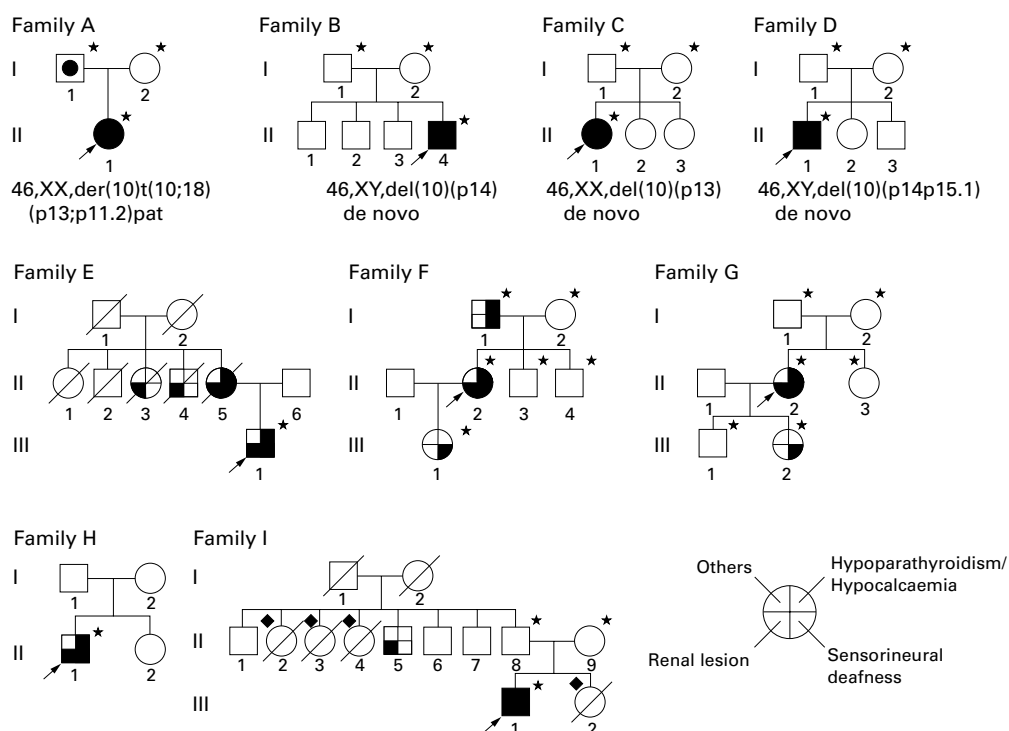 Family A
Family B
Family C
Family D
I
1
2
I
1
2
I
1
2
I
1
2
II
1
II
1
2
3
4
II
1
2
3
II
1
2
3
46,XX,der(10)t(10;18)
(p13;p11.2)pat
46,XY,del(10)(p14)
de novo
46,XX,del(10)(p13)
de novo
46,XY,del(10)(p14p15.1)
de novo
Family E
Family F
Family G
I
1
2
II
1
2
3
4
5
6
III
1
I
1
2
II
1
2
3
4
III
1
I
1
2
II
1
2
3
III
1
2
Family H
Family I
I
1
2
II
1
2
I
1
2
II
1
2
3
4
5
6
7
8
9
III
1
2
Others
Hypoparathyroidism/
Hypocalcaemia
Renal lesion
Sensorineural
deafness